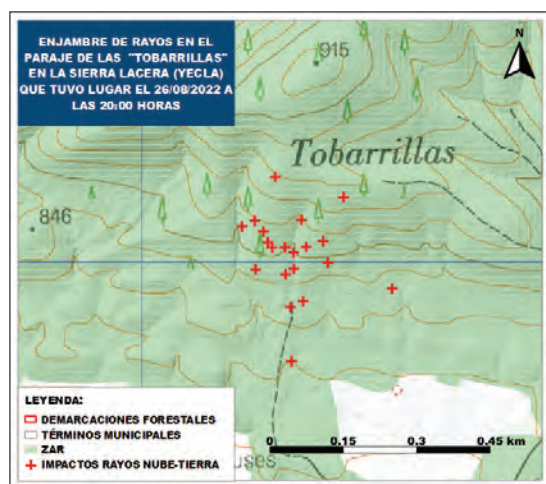 ENJAMBRE DE RAYOS EN EL
PARAJE DE LAS "TOBARRILLAS"
EN LA SIERRA LACERA (YECLA)
QUE TUVO LUGAR EL 26/08/2022 A
LAS 20:00 HORAS
N
915
Tobarrillas
846
LEYENDA:
DEMARCACIONES FORESTALES
TÉRMINOS MUNICIPALES
ZAR
IMPACTOS RAYOS NUBE-TIERRA
0 0.15 0.3 0.45 km